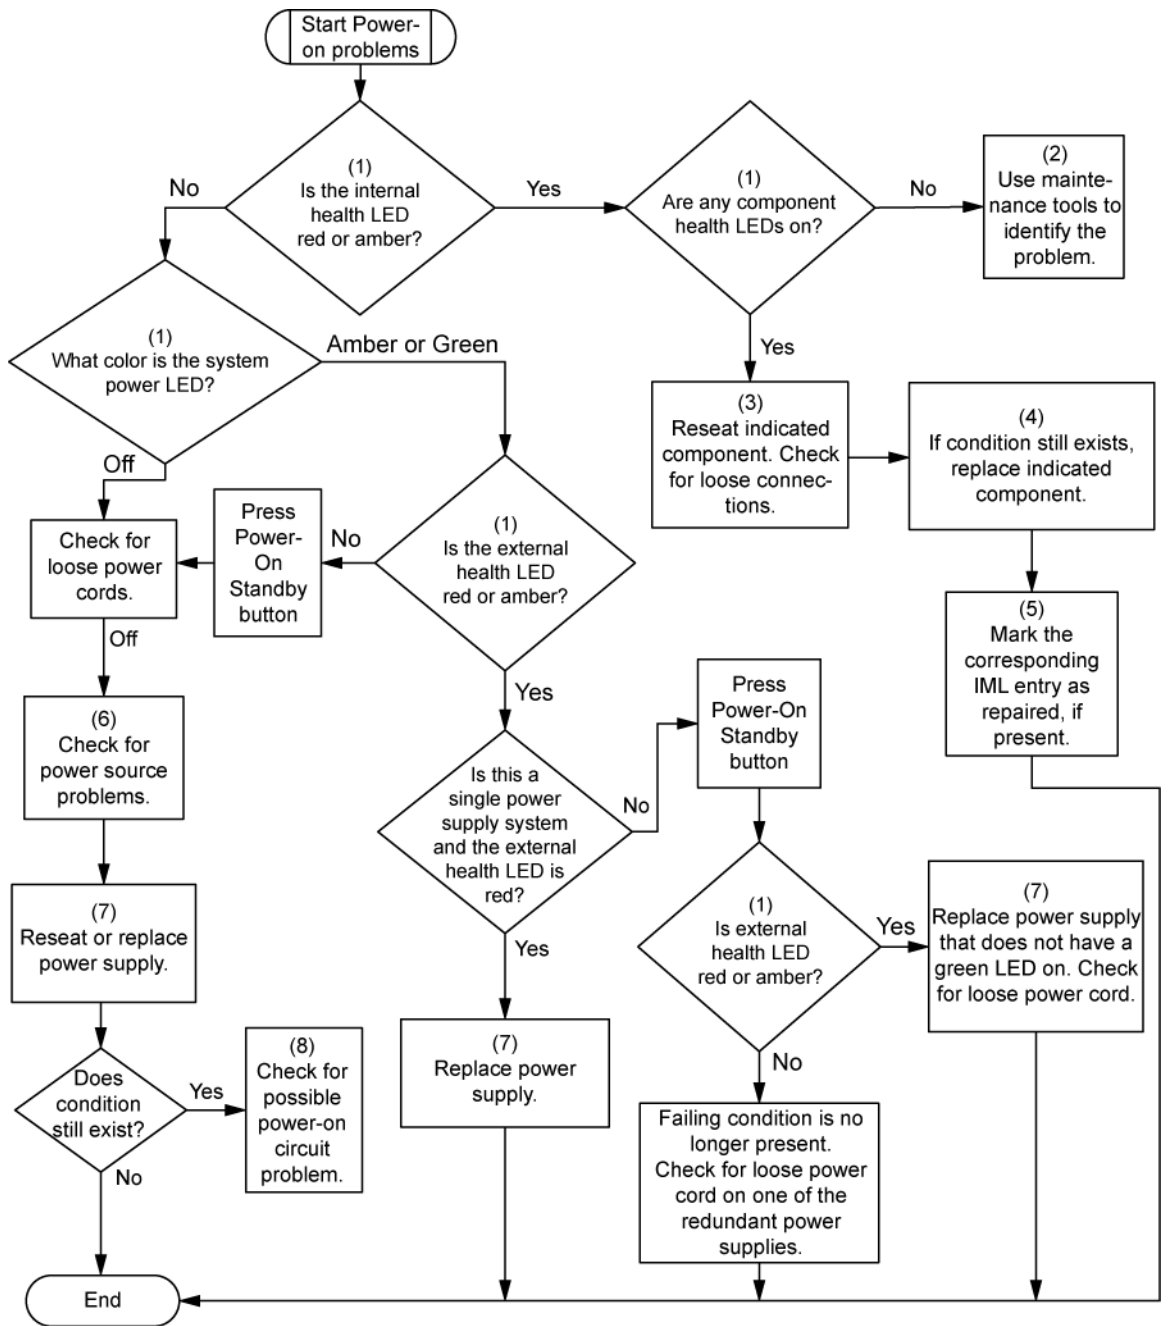 Start Power-
on problems
(1)
Is the internal
health LED
red or amber?
No
Yes
(1)
Are any component
health LEDs on?
No
(2)
Use mainte-
nance tools to
identify the
problem.
Yes
(1)
What color is the system
power LED?
Amber or Green
Off
(3)
Reseat indicated
component. Check
for loose connec-
tions.
(4)
If condition still exists,
replace indicated
component.
(5)
Mark the
corresponding
IML entry as
repaired, if
present.
(1)
Is the external
health LED
red or amber?
No
Press
Power-
On
Standby
button
Check for
loose power
cords.
Off
(6)
Check for
power source
problems.
(7)
Reseat or replace
power supply.
Does
condition
still exist?
Yes
(8)
Check for
possible
power-on
circuit
problem.
No
Yes
Is this a
single power
supply system
and the external
health LED is
red?
No
Press
Power-On
Standby
button
Yes
(7)
Replace power
supply.
(1)
Is external
health LED
red or amber?
Yes
(7)
Replace power supply
that does not have a
green LED on. Check
for loose power cord.
No
Failing condition is no
longer present.
Check for loose power
cord on one of the
redundant power
supplies.
End